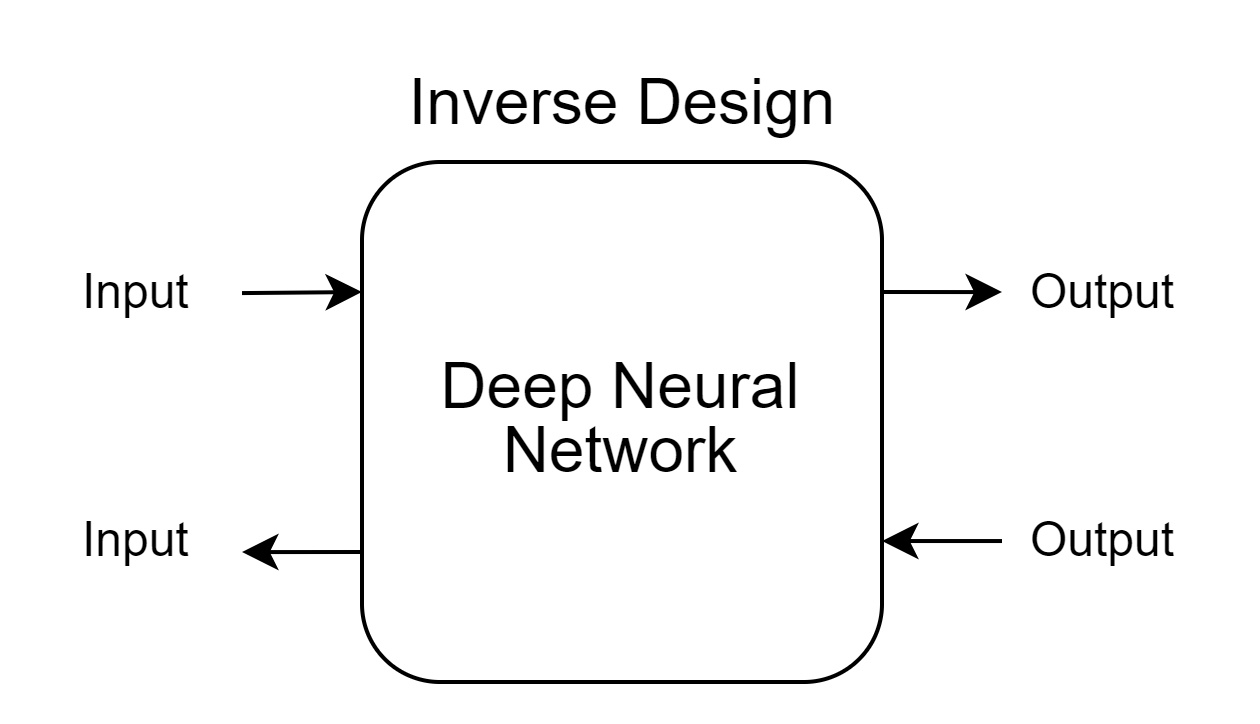 Inverse Design
Input
Output
Deep Neural
Network
Input
Output